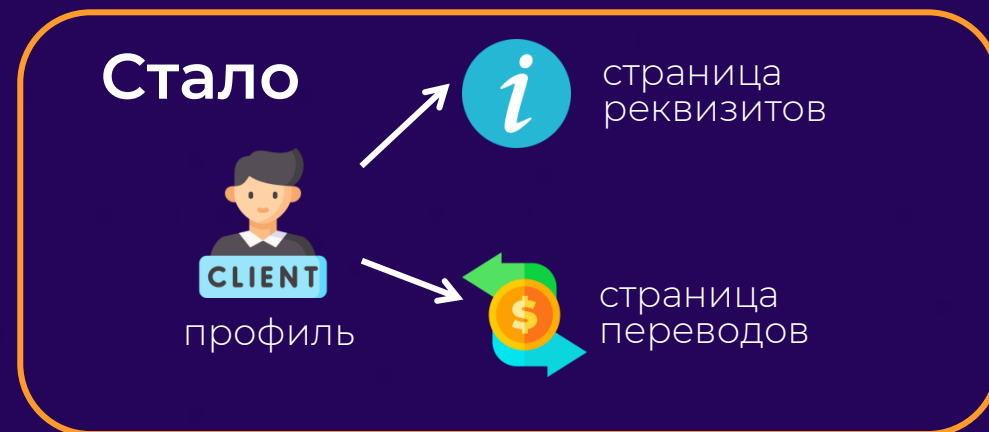 Стало
страница
реквизитов
CLIENT
профиль
страница
переводов